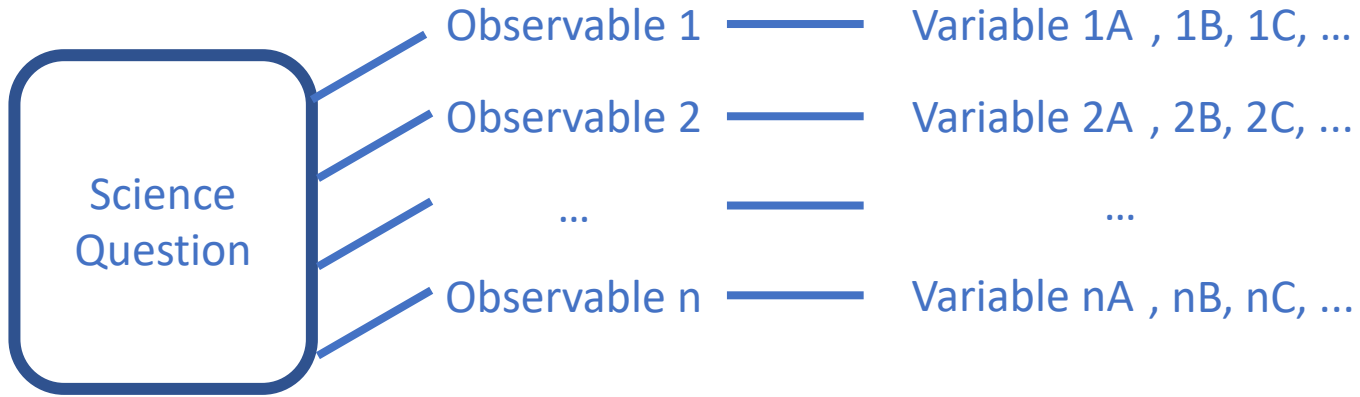 Observable 1 Variable 1A , 1B, 1C, ...
Observable 2 Variable 2A , 2B, 2C, ...
Science
Question
... ...
Observable n Variable nA , nB, nC, ...